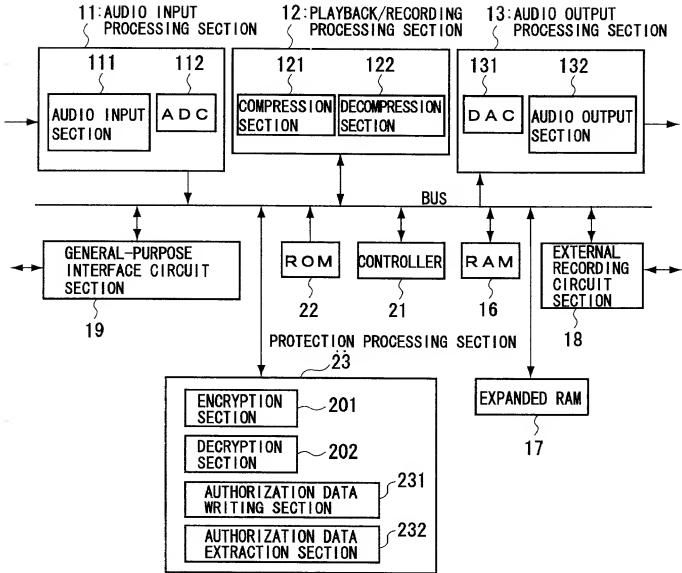 11:AUDIO INPUT
PROCESSING SECTION
12:PLAYBACK/RECORDING
PROCESSING SECTION
13:AUDIO OUTPUT
PROCESSING SECTION
111
112
121
122
131
132
AUDIO INPUT
SECTION
ADC
COMPRESSION
SECTION
DECOMPRESSION
SECTION
DAC
AUDIO OUTPUT
SECTION
BUS
GENERAL-PURPOSE
INTERFACE CIRCUIT
SECTION
ROM
CONTROLLER
RAM
EXTERNAL
RECORDING
CIRCUIT
SECTION
19
22
21
16
18
PROTECTION PROCESSING SECTION
23
ENCRYPTION
SECTION
201
DECRYPTION
SECTION
202
AUTHORIZATION DATA
WRITING SECTION
231
AUTHORIZATION DATA
EXTRACTION SECTION
232
EXPANDED RAM
17